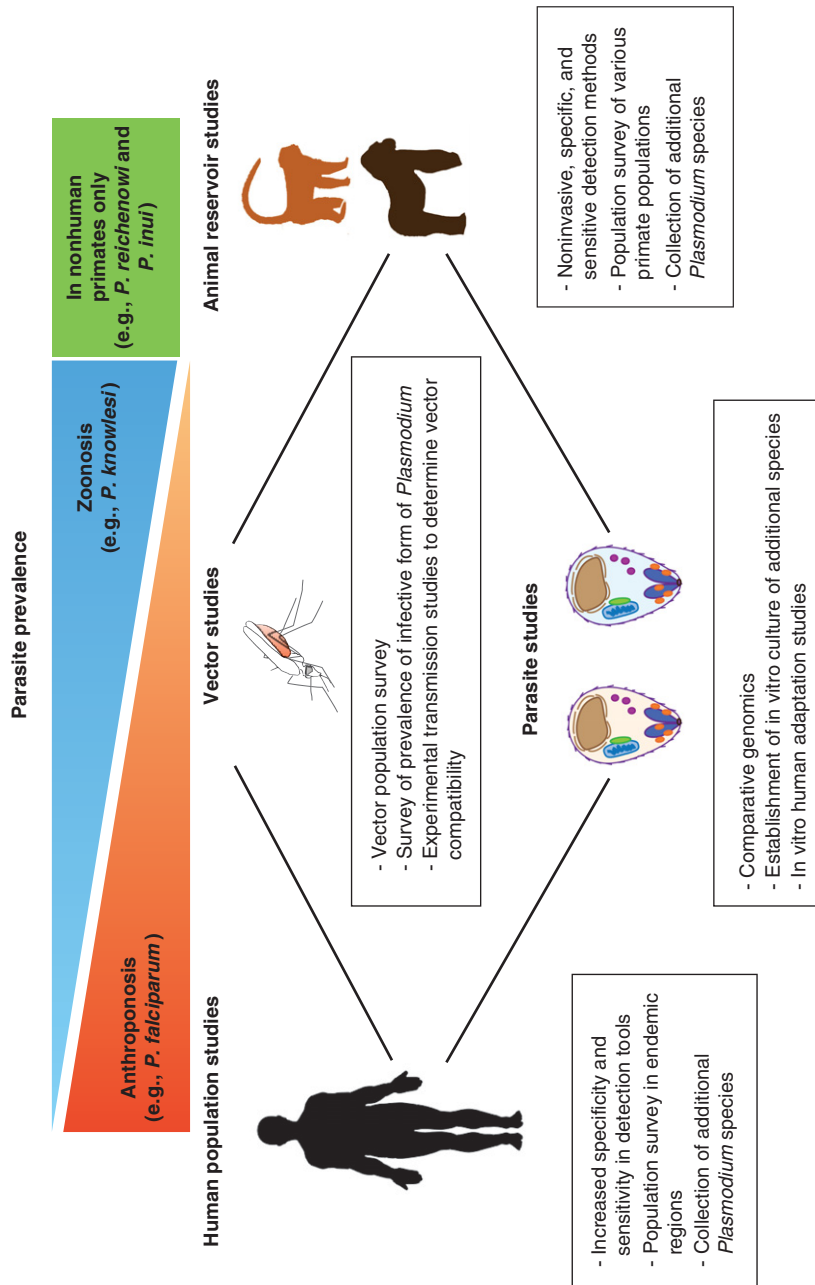 Parasite prevalence
Anthroponosis
(e.g., P. falciparum)
Zoonosis
(e.g., P. knowlesi)
In nonhuman
primates only
(e.g., P. reichenowi and
P. inui)
Human population studies
Vector studies
Animal reservoir studies
- Vector population survey
- Survey of prevalence of infective form of Plasmodium
- Experimental transmission studies to determine vector
compatibility
Parasite studies
- Increased specificity and
sensitivity in detection tools
- Population survey in endemic
regions
- Collection of additional
Plasmodium species
- Comparative genomics
- Establishment of in vitro culture of additional species
- In vitro human adaptation studies
- Noninvasive, specific, and
sensitive detection methods
- Population survey of various
primate populations
- Collection of additional
Plasmodium species